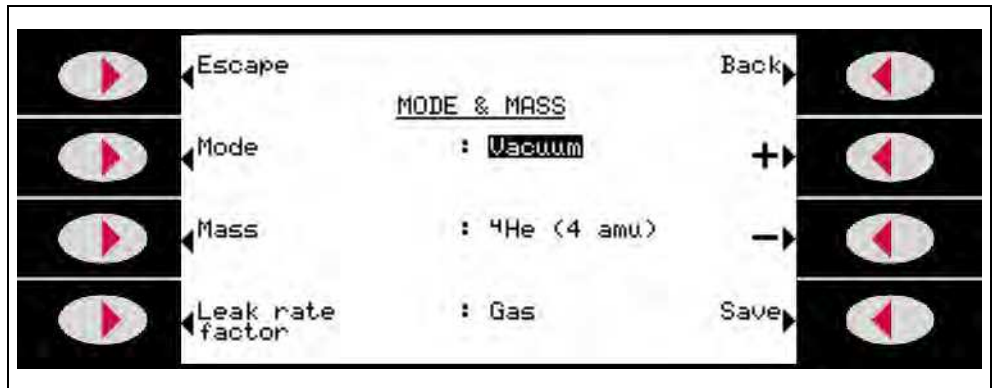 Escape
Back
MODE & MASS
Mode : Vacuum
+
Mass : ⁴He (4 amu)
−
Leak rate factor : Gas
Save